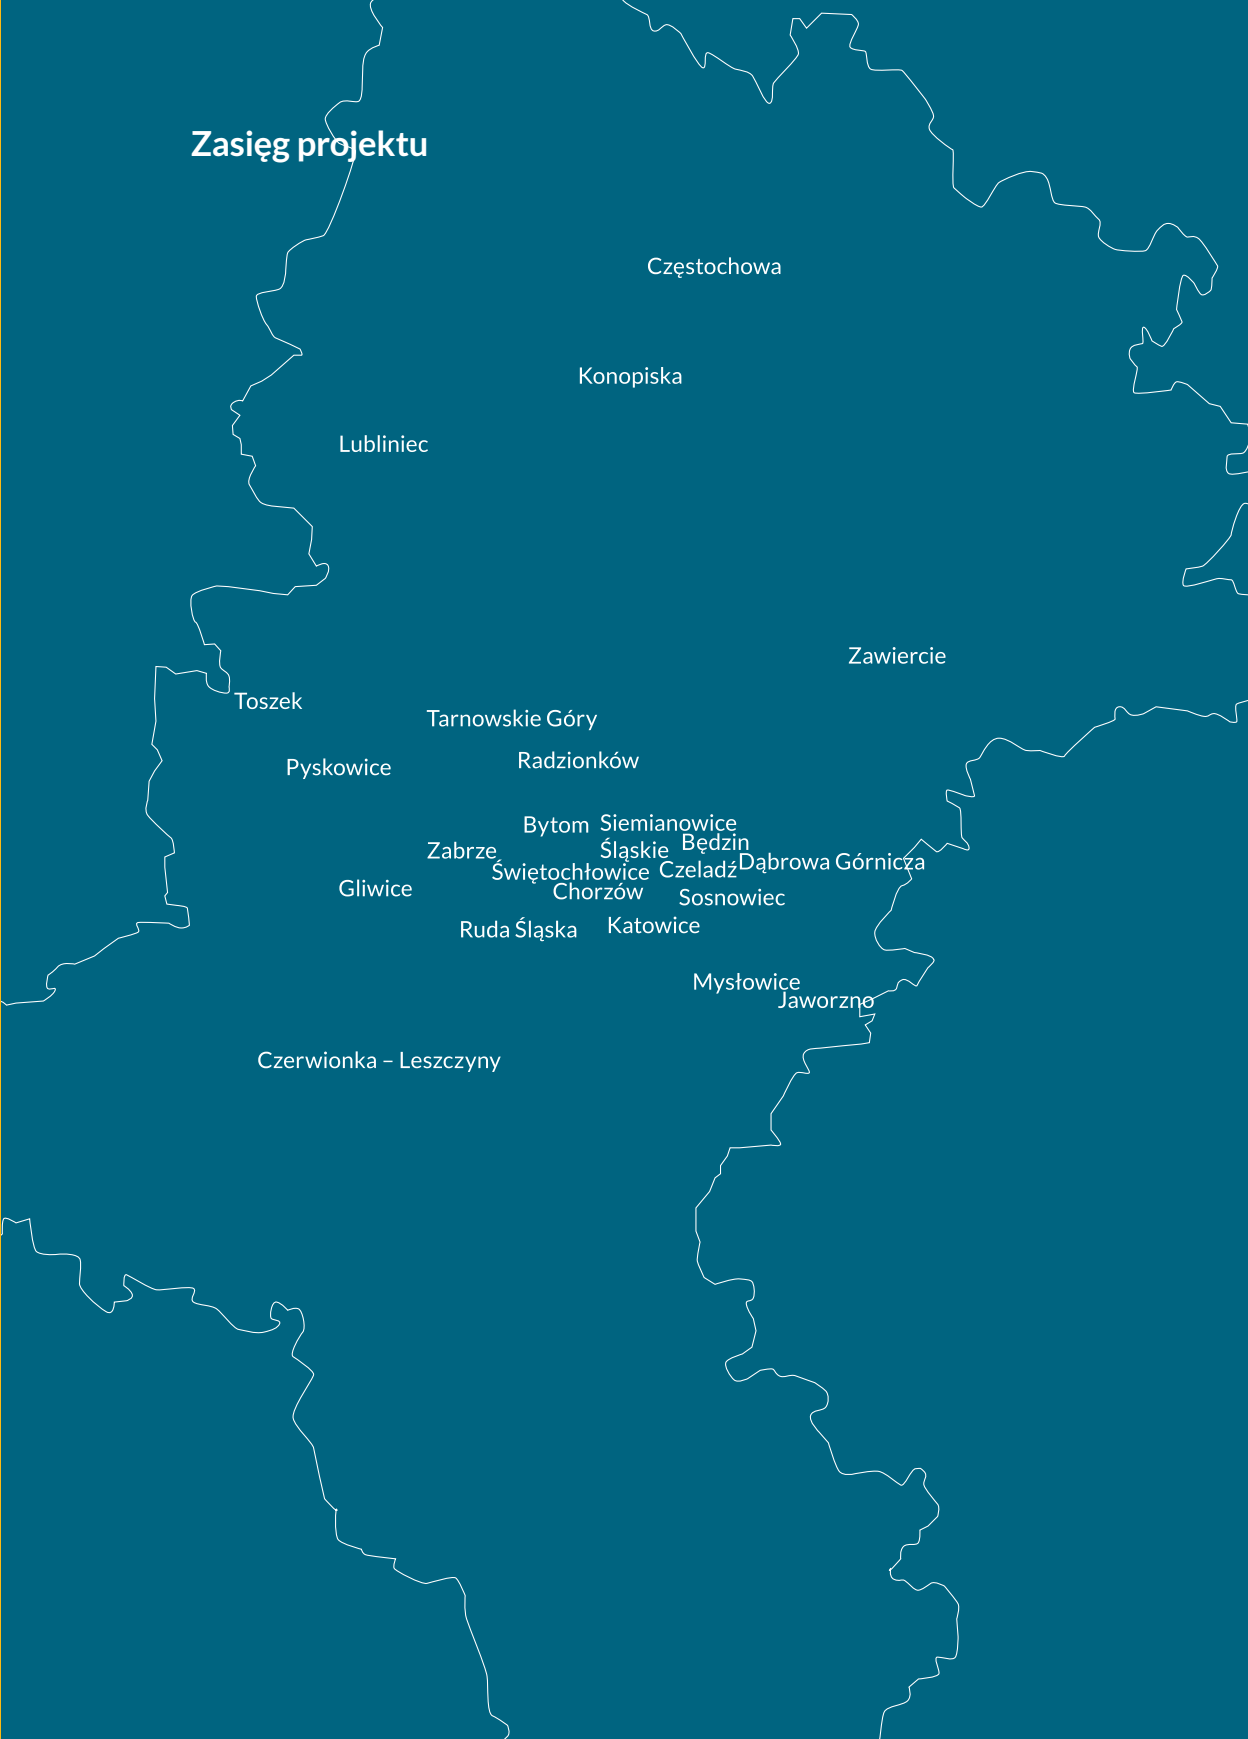 Zasięg projektu
Częstochowa
Konopiska
Lubliniec
Zawiercie
Toszek
Tarnowskie Góry
Radzionków
Pyskowice
Bytom
Siemianowice
Śląskie
Będzin
Zabrze
Dąbrowa Górnicza
Świętochłowice
Czeladź
Gliwice
Chorzów
Sosnowiec
Ruda Śląska
Katowice
Mysłowice
Jaworzno
Czerwionka – Leszczyny